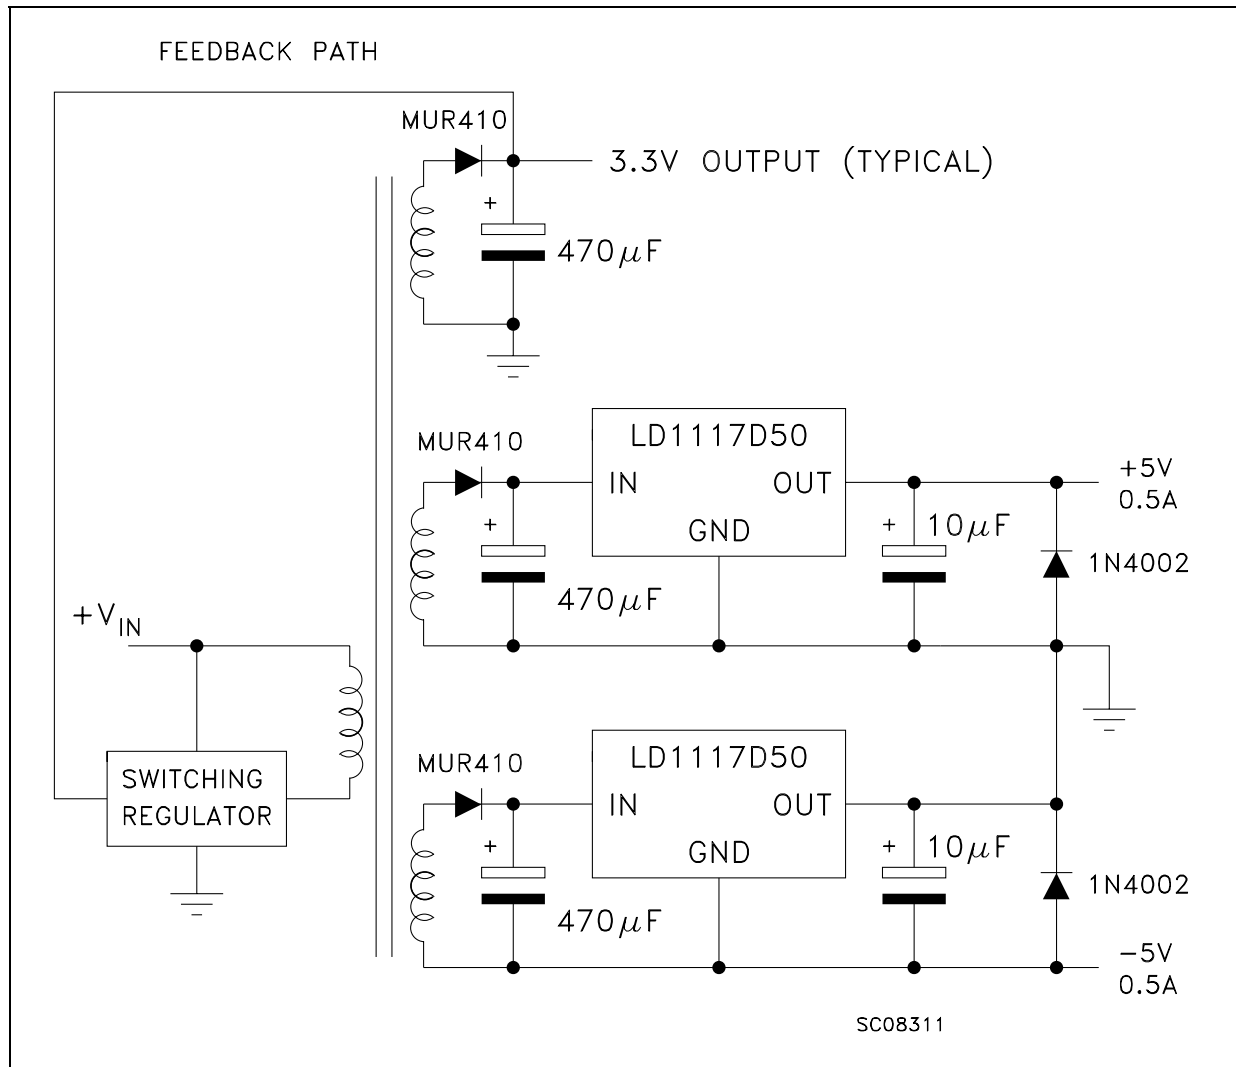 FEEDBACK PATH
MUR410
3.3V OUTPUT (TYPICAL)
+
470μF
MUR410
LD1117D50
IN
OUT
GND
+
470μF
+
10μF
+5V
0.5A
1N4002
+VIN
SWITCHING
REGULATOR
MUR410
LD1117D50
IN
OUT
GND
+
470μF
+
10μF
1N4002
−5V
0.5A
SC08311